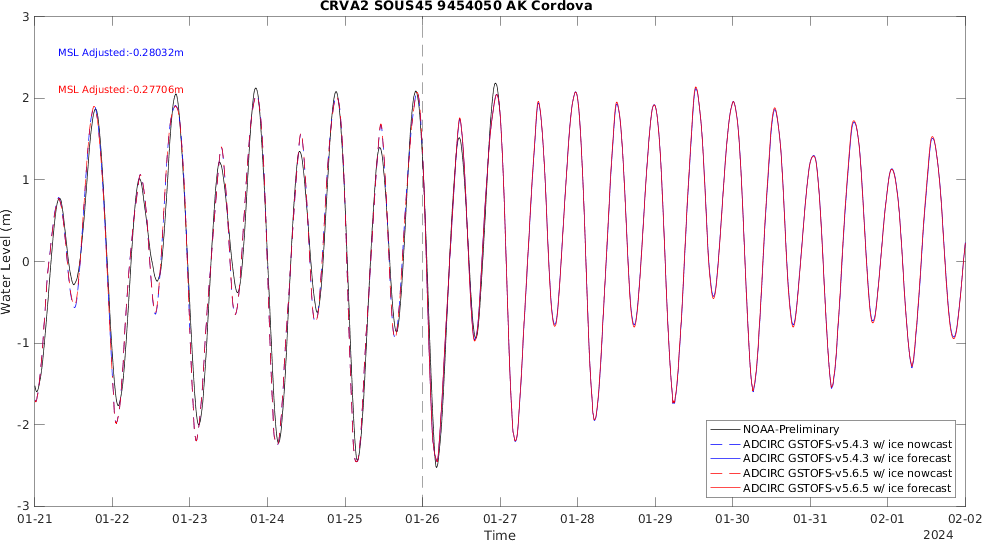 CRVA2 SOUS45 9454050 AK Cordova
MSL Adjusted:-0.28032m
MSL Adjusted:-0.27706m
Water Level (m)
3
2
1
0
-1
-2
-3
NOAA-Preliminary
ADCIRC GSTOFS-v5.4.3 w/ ice nowcast
ADCIRC GSTOFS-v5.4.3 w/ ice forecast
ADCIRC GSTOFS-v5.6.5 w/ ice nowcast
ADCIRC GSTOFS-v5.6.5 w/ ice forecast
01-21 01-22 01-23 01-24 01-25 01-26 01-27 01-28 01-29 01-30 01-31 02-01 02-02
Time
2024